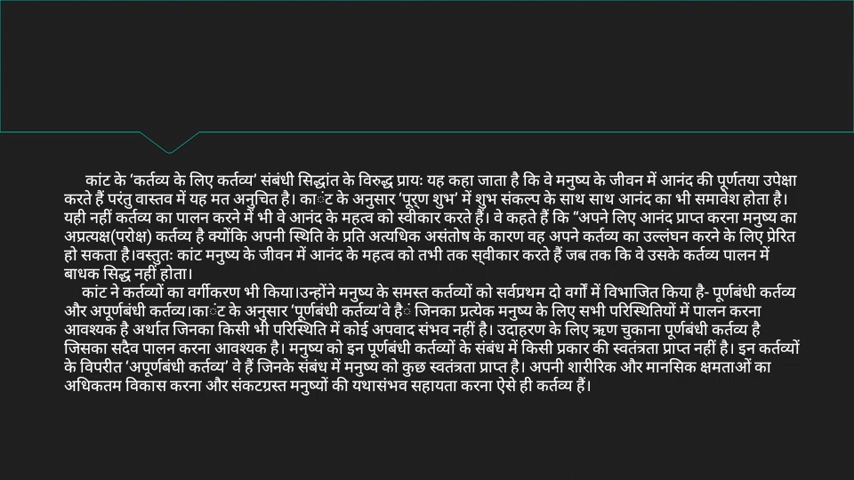 कांट के ‘कर्तव्य के लिए कर्तव्य’ संबंधी सिद्धांत के विरुद्ध प्रायः यह कहा जाता है कि वे मनुष्य के जीवन में आनंद की पूर्णतया उपेक्षा
करते हैं परंतु वास्तव में यह मत अनुचित है। कांट के अनुसार ‘पूर्ण शुभ’ में शुभ संकल्प के साथ साथ आनंद का भी समावेश होता है।
यही नहीं कर्तव्य का पालन करने में भी वे आनंद के महत्व को स्वीकार करते हैं। वे कहते हैं कि “अपने लिए आनंद प्राप्त करना मनुष्य का
अप्रत्यक्ष(परोक्ष) कर्तव्य है क्योंकि अपनी स्थिति के प्रति अत्यधिक असंतोष के कारण वह अपने कर्तव्य का उल्लंघन करने के लिए प्रेरित
हो सकता है।वस्तुतः कांट मनुष्य के जीवन में आनंद के महत्व को तभी तक स्वीकार करते हैं जब तक कि वे उसके कर्तव्य पालन में
बाधक सिद्ध नहीं होता।
कांट ने कर्तव्यों का वर्गीकरण भी किया।उन्होंने मनुष्य के समस्त कर्तव्यों को सर्वप्रथम दो वर्गों में विभाजित किया है- पूर्णबंधी कर्तव्य
और अपूर्णबंधी कर्तव्य।कांट के अनुसार ‘पूर्णबंधी कर्तव्य’वे हैं जिनका प्रत्येक मनुष्य के लिए सभी परिस्थितियों में पालन करना
आवश्यक है अर्थात जिनका किसी भी परिस्थिति में कोई अपवाद संभव नहीं है। उदाहरण के लिए ऋण चुकाना पूर्णबंधी कर्तव्य है
जिसका सदैव पालन करना आवश्यक है। मनुष्य को इन पूर्णबंधी कर्तव्यों के संबंध में किसी प्रकार की स्वतंत्रता प्राप्त नहीं है। इन कर्तव्यों
के विपरीत ‘अपूर्णबंधी कर्तव्य’ वे हैं जिनके संबंध में मनुष्य को कुछ स्वतंत्रता प्राप्त है। अपनी शारीरिक और मानसिक क्षमताओं का
अधिकतम विकास करना और संकटग्रस्त मनुष्यों की यथासंभव सहायता करना ऐसे ही कर्तव्य हैं।